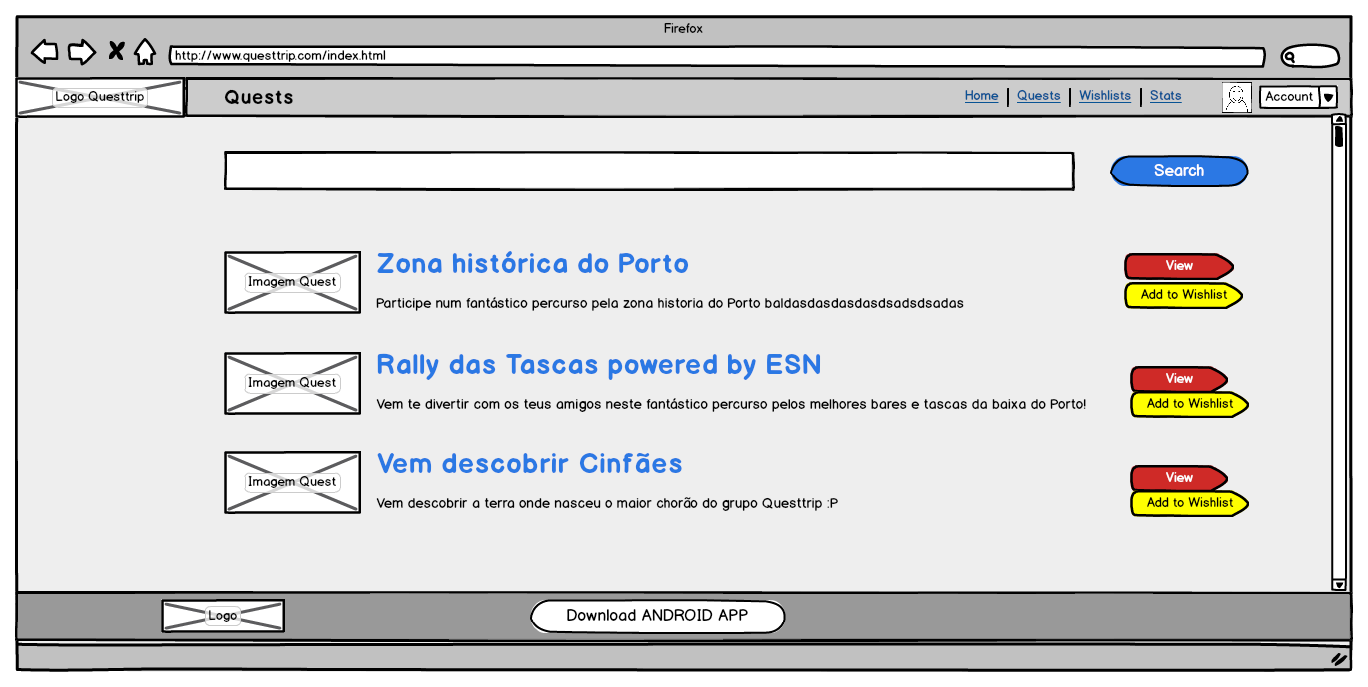 Firefox
http://www.questtrip.com/index.html
Logo Questtrip
Quests
Home
Quests
Wishlists
Stats
Account
Search
Imagem Quest
Zona histórica do Porto
Participe num fantástico percurso pela zona historia do Porto baldasdasdasdasdsadsdsadas
View
Add to Wishlist
Imagem Quest
Rally das Tascas powered by ESN
Vem te divertir com os teus amigos neste fantástico percurso pelos melhores bares e tascas da baixa do Porto!
View
Add to Wishlist
Imagem Quest
Vem descobrir Cinfães
Vem descobrir a terra onde nasceu o maior chorão do grupo Questtrip :P
View
Add to Wishlist
Logo
Download ANDROID APP